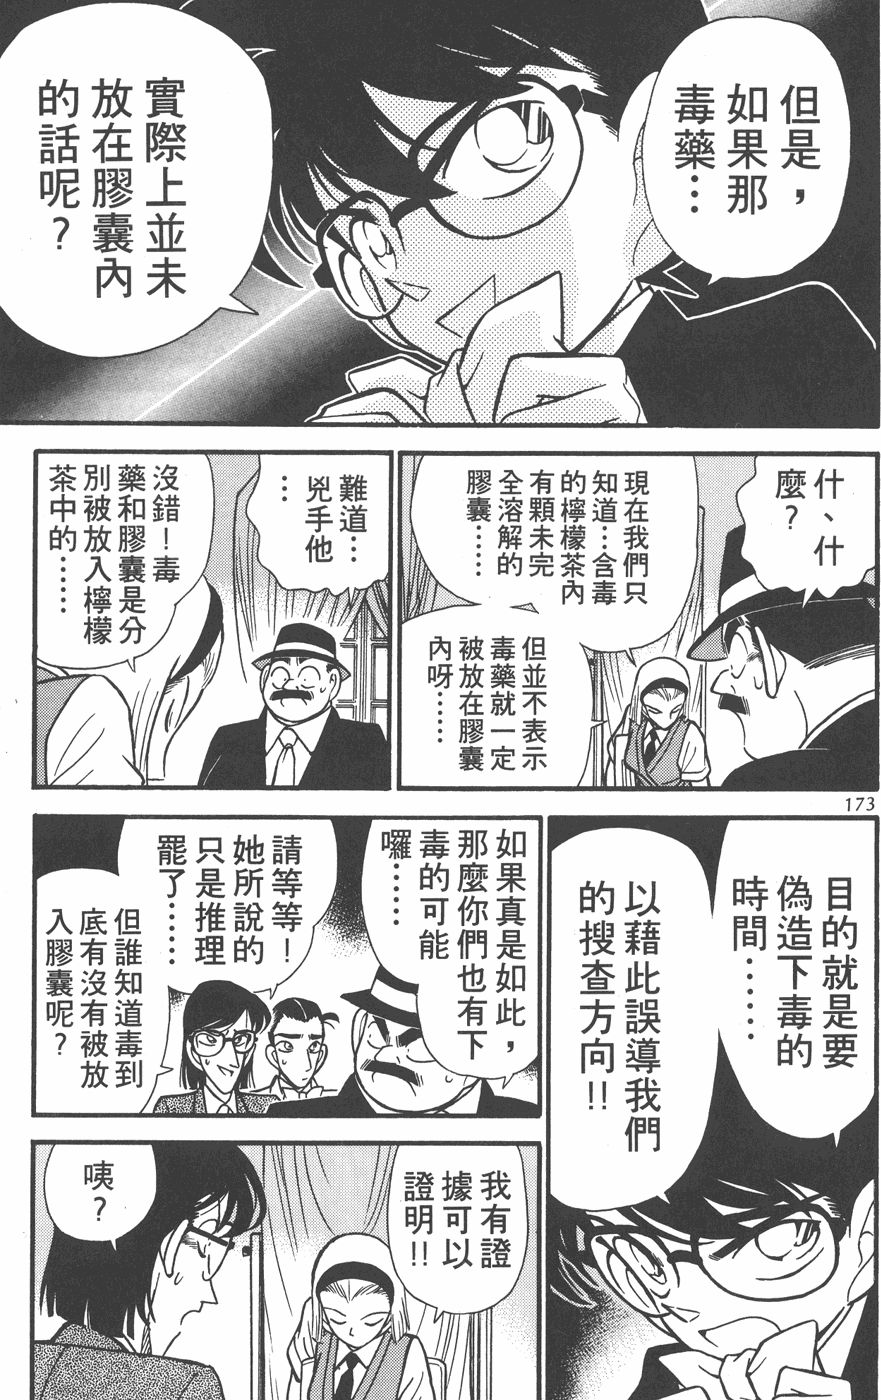 但是，
如果那
毒藥…
實際上並未
放在膠囊內
的話呢？
什、什
麼？
現在我們只
知道…含毒
的檸檬茶內
有顆未完
全溶解的
膠囊……
但並不表示
毒藥就一定
被放在膠囊
內呀……
難道…
兇手他
…
沒錯！毒
藥和膠囊是分
別被放入檸檬
茶中的……
173
目的就是要
偽造下毒的
時間……
以藉此誤導我們
的搜查方向!!
如果真是如此，
那麼你們也有下
毒的可能
囉……
請等等！
她所說的
只是推理
罷了……
但誰知道毒到
底有沒有被放
入膠囊呢？
我有證
據可以
證明!!
咦？